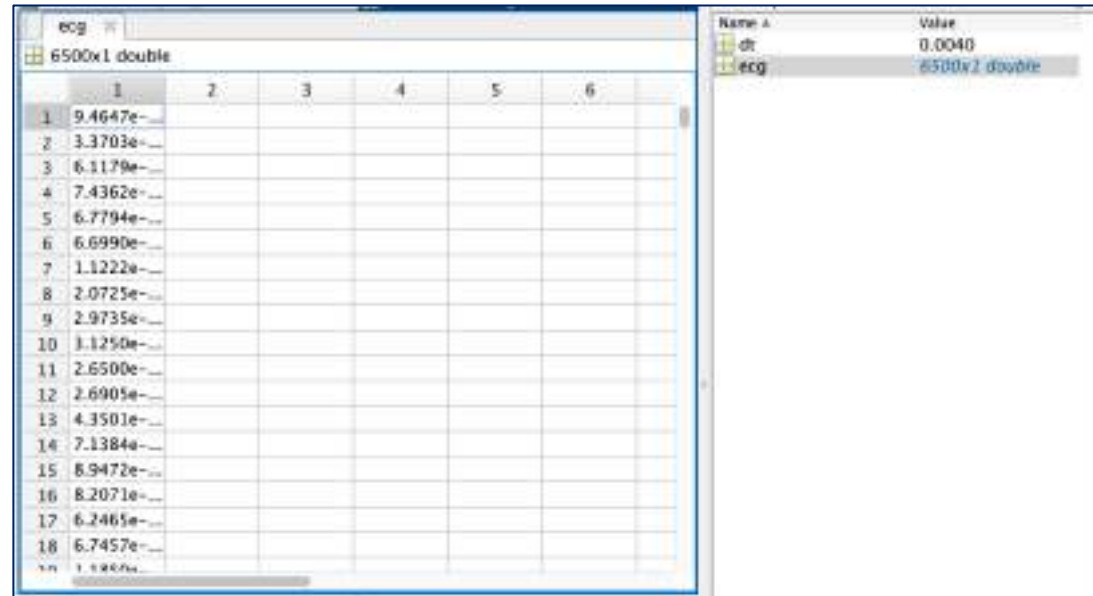 ecg
6500x1 double
1 2 3 4 5 6
1 9.4647e-...
2 3.3703e-...
3 6.1179e-...
4 7.4362e-...
5 6.7794e-...
6 6.6990e-...
7 1.1222e-...
8 2.0725e-...
9 2.9735e-...
10 3.1250e-...
11 2.6500e-...
12 2.6905e-...
13 4.3501e-...
14 7.1384e-...
15 8.9472e-...
16 8.2071e-...
17 6.2465e-...
18 6.7457e-...
Name Value
dt 0.0040
ecg 6500x1 double